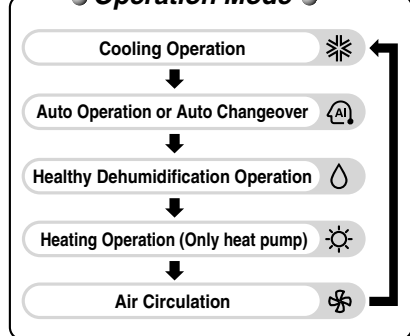 Operation Mode
Cooling Operation
Auto Operation or Auto Changeover
AI
Healthy Dehumidification Operation
Heating Operation (Only heat pump)
Air Circulation